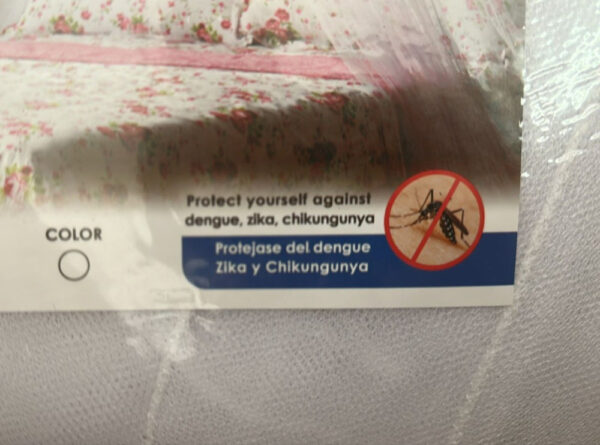 Protect yourself against
dengue, zika, chikungunya
COLOR
Protejase del dengue
Zika y Chikungunya